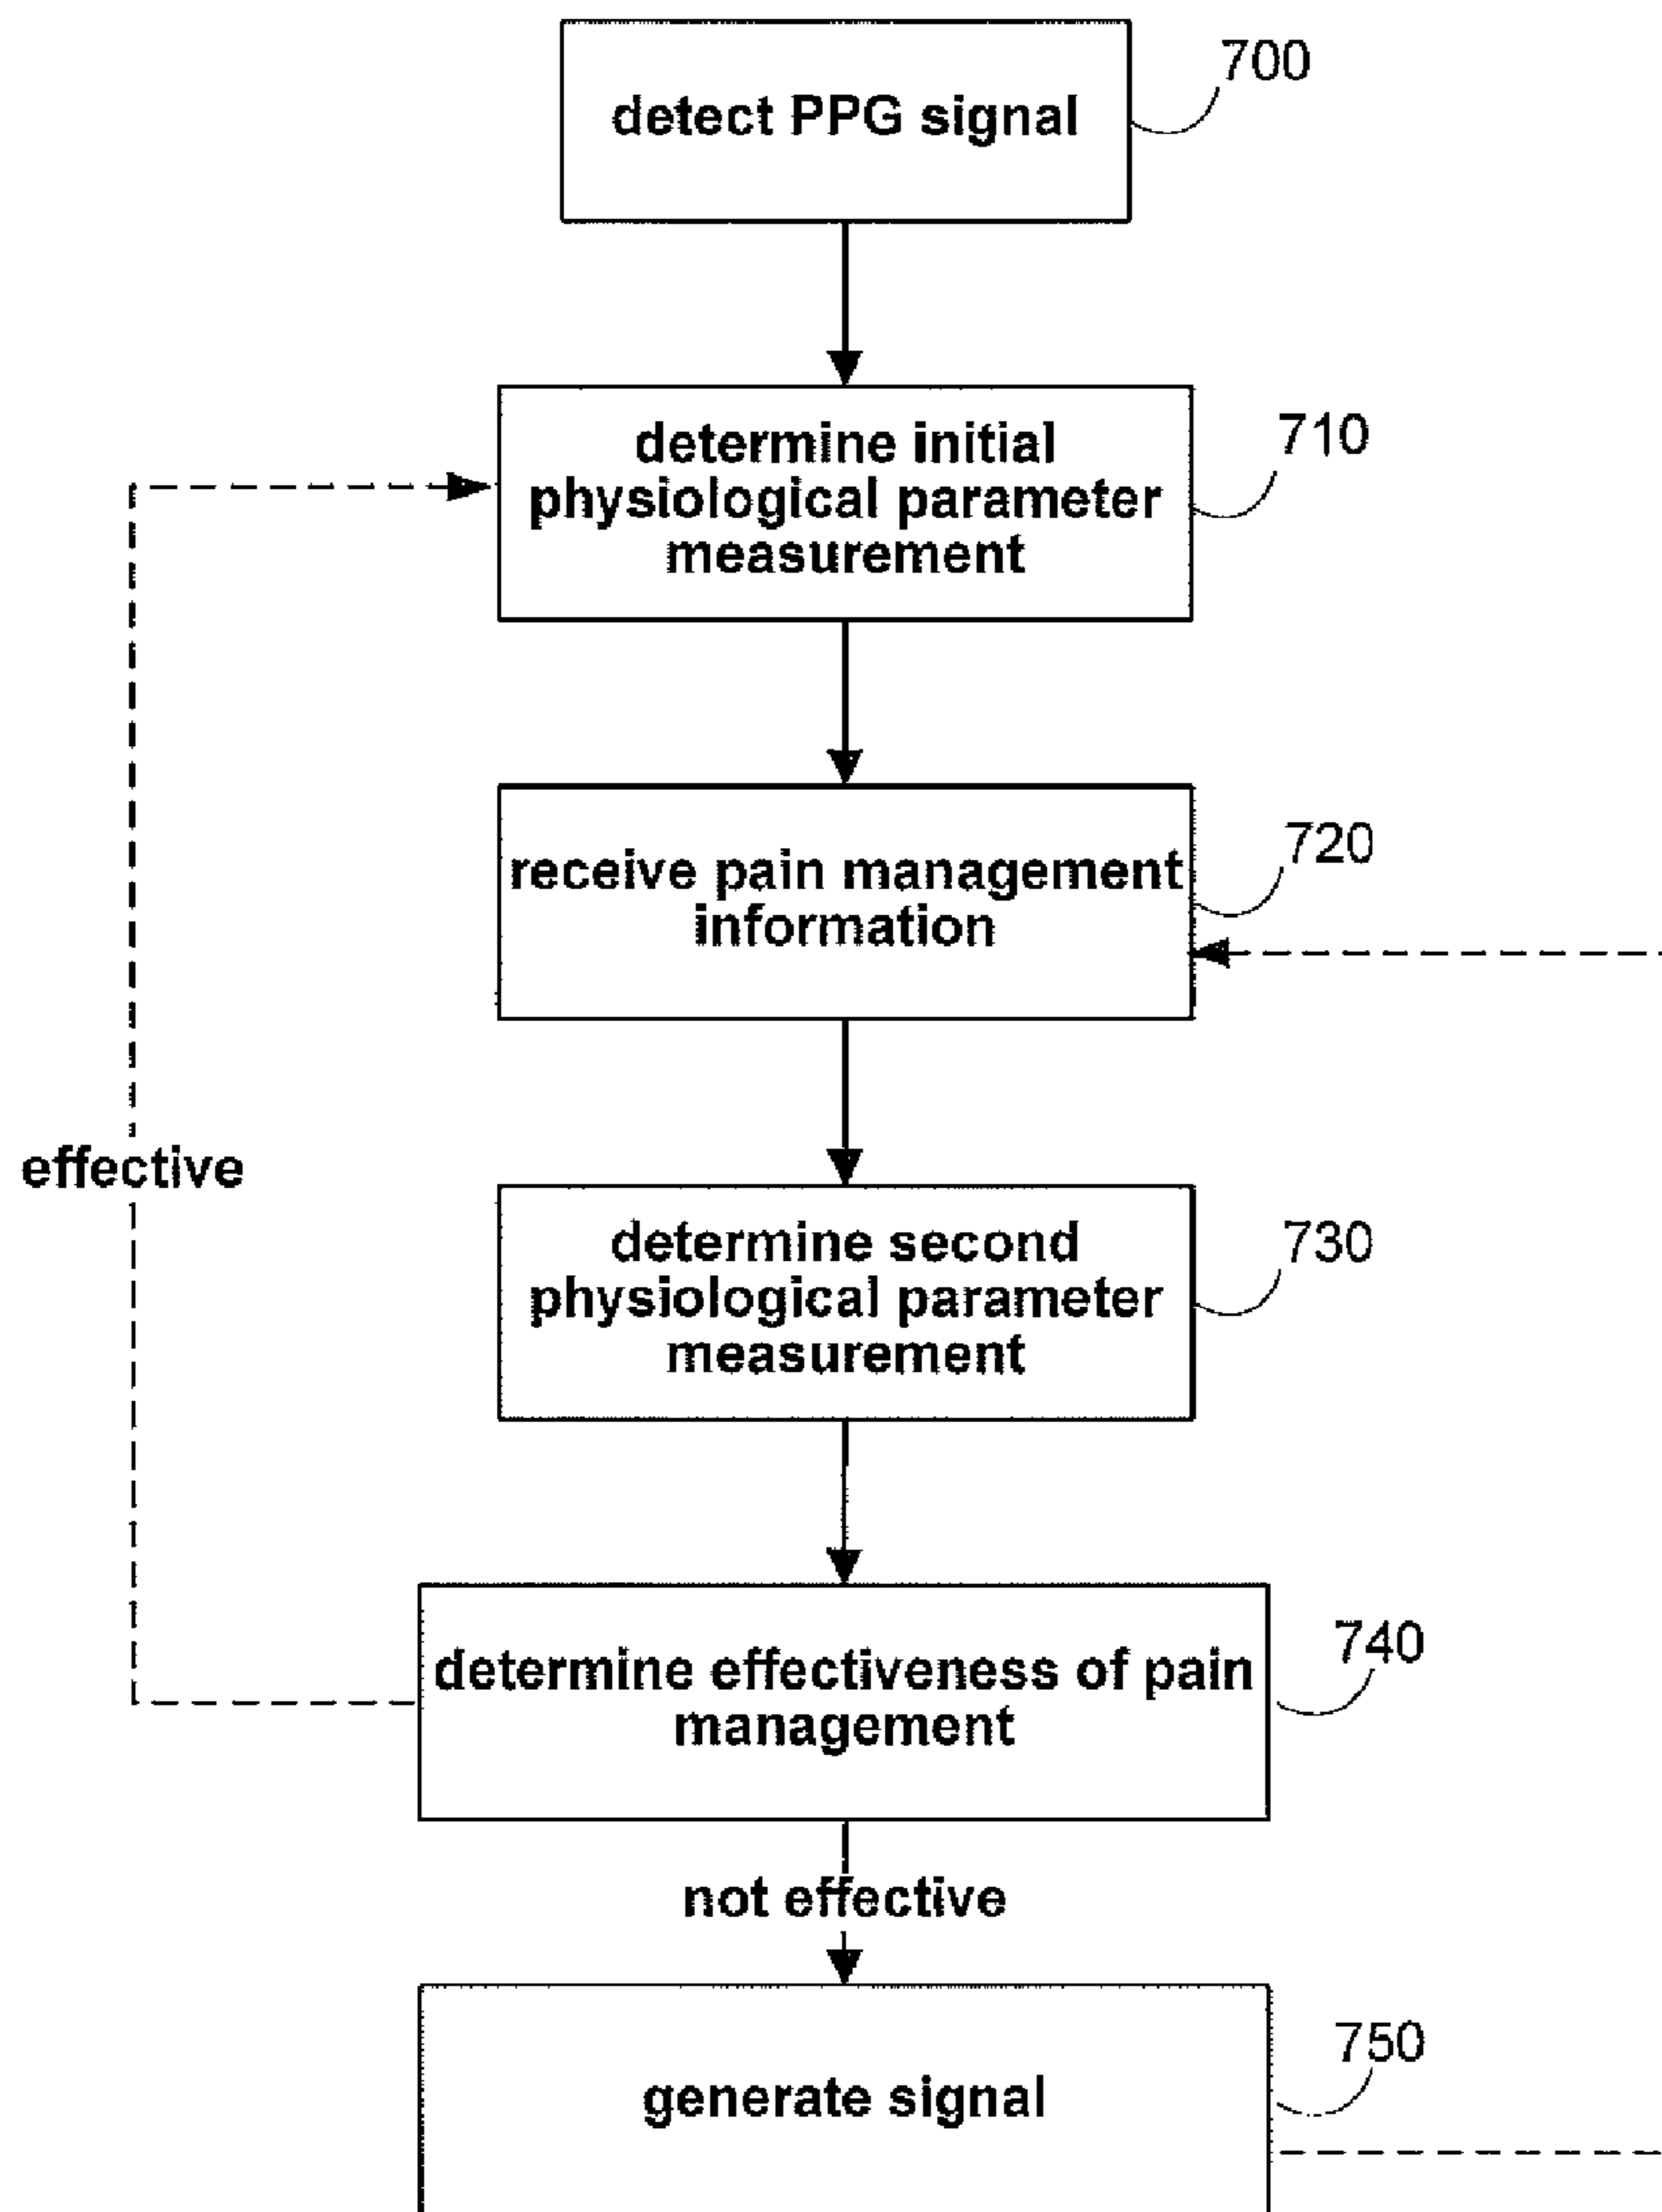 detect PPG signal
700
determine initial
physiological parameter
measurement
710
receive pain management
information
720
effective
determine second
physiological parameter
measurement
730
determine effectiveness of pain
management
740
not effective
generate signal
750